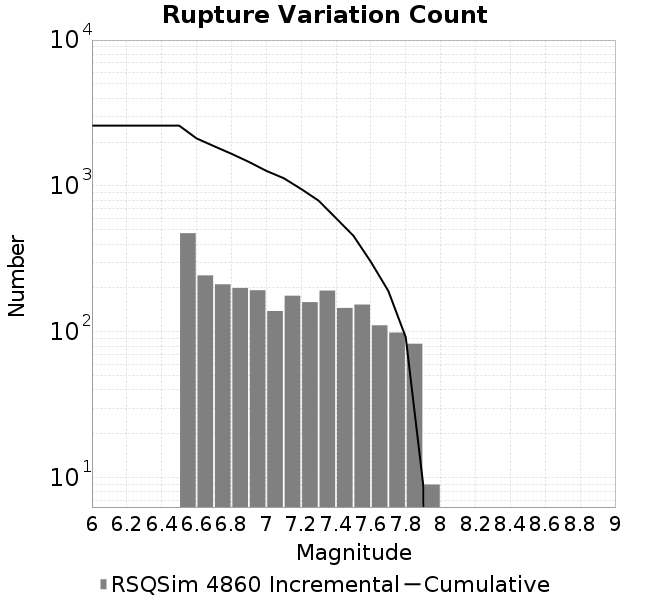 Rupture Variation Count
10^4
10^3
10^2
10^1
Number
6 6.2 6.4 6.6 6.8 7 7.2 7.4 7.6 7.8 8 8.2 8.4 8.6 8.8 9
Magnitude
RSQSim 4860 Incremental Cumulative